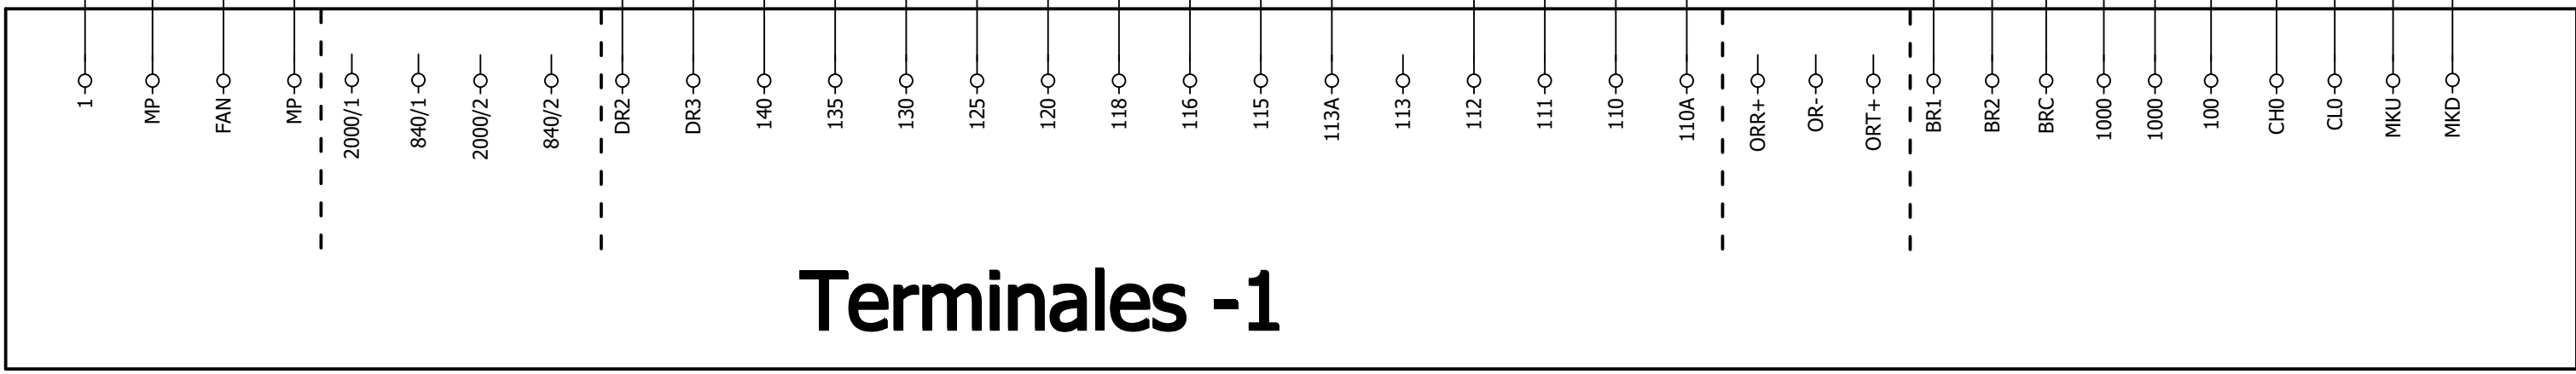 1
MP
FAN
MP
2000/1
840/1
2000/2
840/2
DR2
DR3
140
135
130
125
120
118
116
115
113A
113
112
111
110
110A
ORR+
OR-
ORT+
BR1
BR2
BRC
1000
1000
100
CH0
CL0
MKU
MKD
Terminales -1